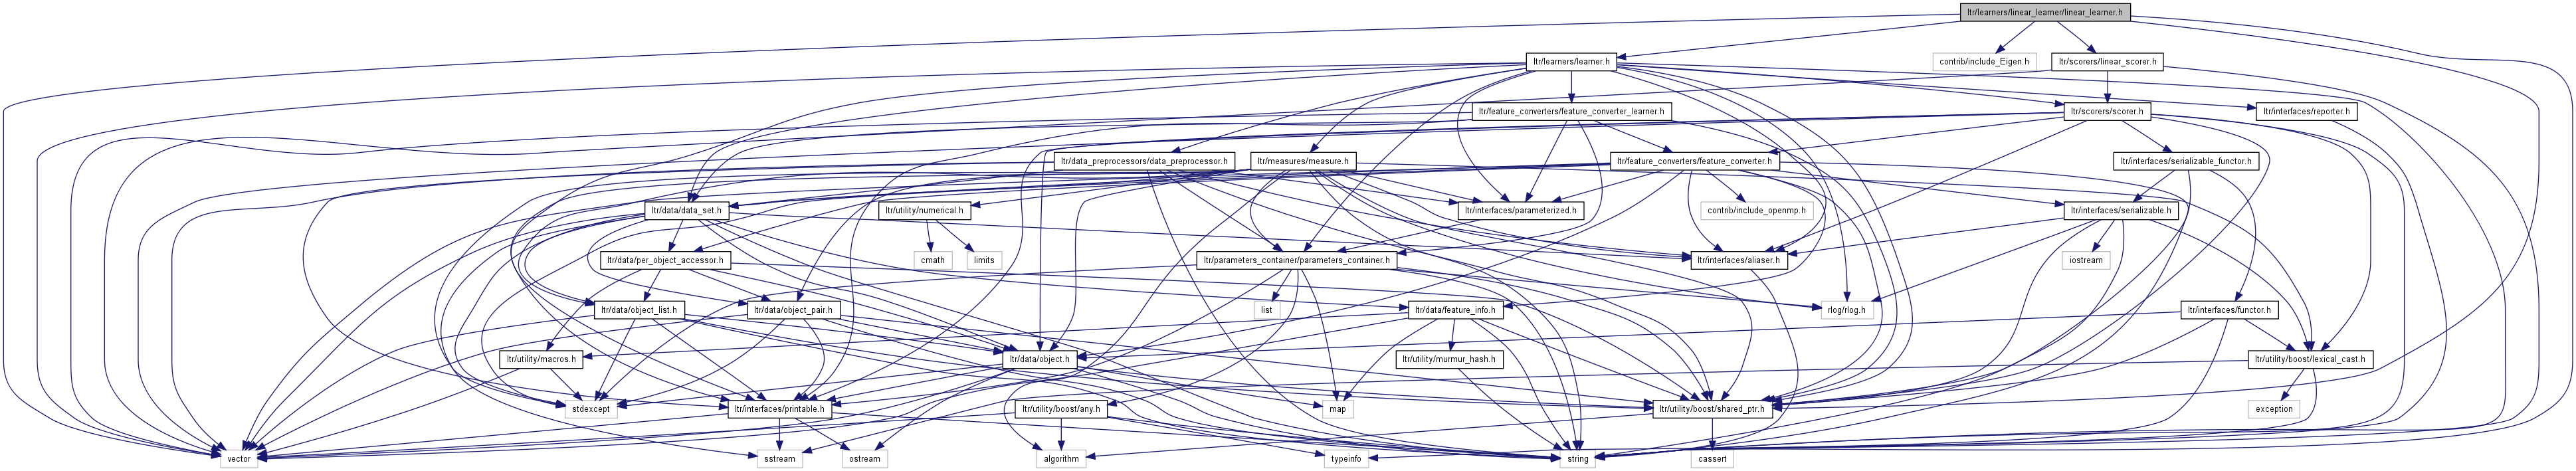 ltr/learners/linear_learner/linear_learner.h
ltr/learners/learner.h
contrib/include_Eigen.h
ltr/scorers/linear_scorer.h
ltr/feature_converters/feature_converter_learner.h
ltr/scorers/scorer.h
ltr/interfaces/reporter.h
ltr/data_preprocessors/data_preprocessor.h
ltr/measures/measure.h
ltr/feature_converters/feature_converter.h
ltr/interfaces/serializable_functor.h
ltr/data/data_set.h
ltr/utility/numerical.h
ltr/interfaces/parameterized.h
contrib/include_openmp.h
ltr/interfaces/serializable.h
ltr/data/per_object_accessor.h
cmath
limits
ltr/parameters_container/parameters_container.h
ltr/interfaces/aliaser.h
iostream
ltr/data/object_list.h
ltr/data/object_pair.h
list
ltr/data/feature_info.h
rlog/rlog.h
ltr/interfaces/functor.h
ltr/utility/macros.h
ltr/data/object.h
ltr/utility/murmur_hash.h
ltr/utility/boost/lexical_cast.h
stdexcept
ltr/interfaces/printable.h
ltr/utility/boost/any.h
map
ltr/utility/boost/shared_ptr.h
exception
vector
sstream
ostream
algorithm
typeinfo
string
cassert